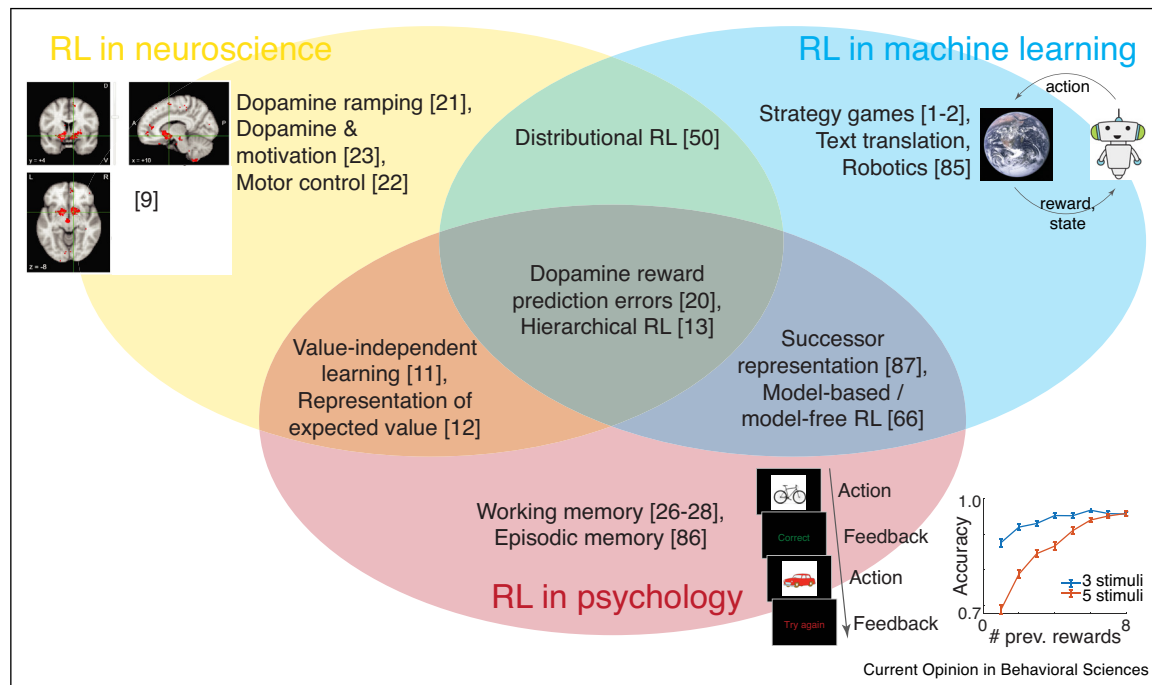 RL in neuroscience
RL in machine learning
D
V
y = +4
A
P
x = +10
L
R
z = -8
[9]
Dopamine ramping [21],
Dopamine &
motivation [23],
Motor control [22]
Distributional RL [50]
Strategy games [1-2],
Text translation,
Robotics [85]
action
reward,
state
Dopamine reward
prediction errors [20],
Hierarchical RL [13]
Value-independent
learning [11],
Representation of
expected value [12]
Successor
representation [87],
Model-based /
model-free RL [66]
Working memory [26-28],
Episodic memory [86]
RL in psychology
Action
Correct
Feedback
Action
Try again
Feedback
1.0
Accuracy
0.7
3 stimuli
5 stimuli
0
8
# prev. rewards
Current Opinion in Behavioral Sciences